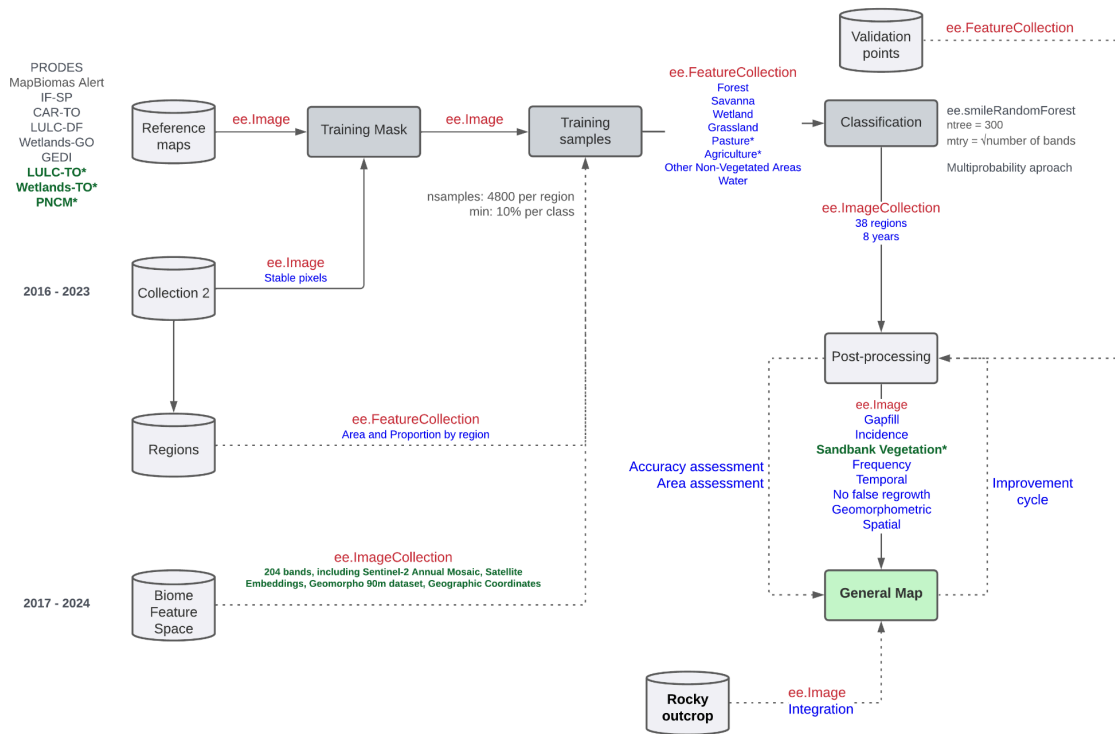 Validation
points
ee.FeatureCollection
PRODES
MapBiomas Alert
IF-SP
CAR-TO
LULC-DF
Wetlands-GO
GEDI
LULC-TO*
Wetlands-TO*
PNCM*
Reference
maps
ee.Image
Training Mask
ee.Image
Training
samples
ee.FeatureCollection
Forest
Savanna
Wetland
Grassland
Pasture*
Agriculture*
Other Non-Vegetated Areas
Water
Classification
ee.smileRandomForest
ntree = 300
mtry = √number of bands
Multiprobability aproach
nsamples: 4800 per region
min: 10% per class
ee.ImageCollection
38 regions
8 years
2016 - 2023
Collection 2
ee.Image
Stable pixels
Post-processing
Regions
ee.FeatureCollection
Area and Proportion by region
ee.Image
Gapfill
Incidence
Sandbank Vegetation*
Frequency
Temporal
No false regrowth
Geomorphometric
Spatial
Accuracy assessment
Area assessment
Improvement
cycle
2017 - 2024
Biome
Feature
Space
ee.ImageCollection
204 bands, including Sentinel-2 Annual Mosaic, Satellite
Embeddings, Geomorpho 90m dataset, Geographic Coordinates
General Map
Rocky
outcrop
ee.Image
Integration